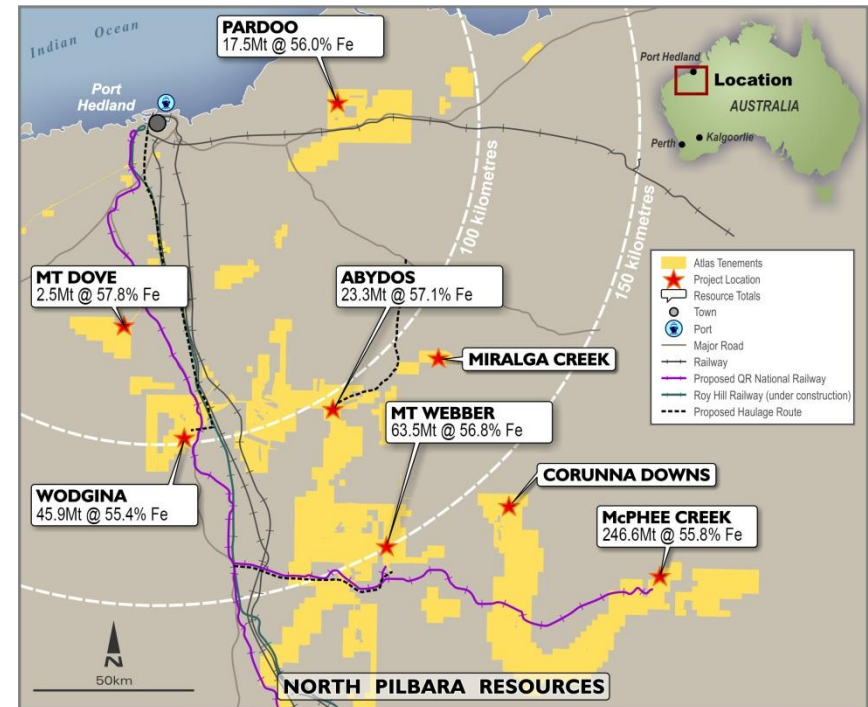 Indian Ocean
PARDOO
17.5Mt @ 56.0% Fe
Port
Hedland
Port Hedland
Location
AUSTRALIA
Perth
Kalgoorlie
100 kilometres
150 kilometres
MT DOVE
2.5Mt @ 57.8% Fe
ABYDOS
23.3Mt @ 57.1% Fe
MIRALGA CREEK
MT WEBBER
63.5Mt @ 56.8% Fe
WODGINA
45.9Mt @ 55.4% Fe
CORUNNA DOWNS
McPHEE CREEK
246.6Mt @ 55.8% Fe
Atlas Tenements
Project Location
Resource Totals
Town
Port
Major Road
Railway
Proposed QR National Railway
Roy Hill Railway (under construction)
Proposed Haulage Route
N
50km
NORTH PILBARA RESOURCES